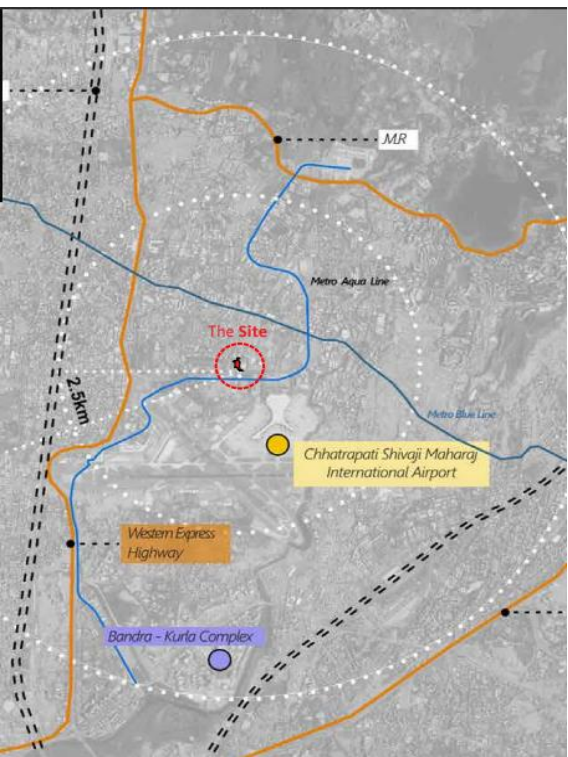 .M.R
Metro Aqua Line
The Site
2.5km
Metro Blue Line
Chhatrapati Shivaji Maharaj
International Airport
Western Express
Highway
Bandra - Kurla Complex